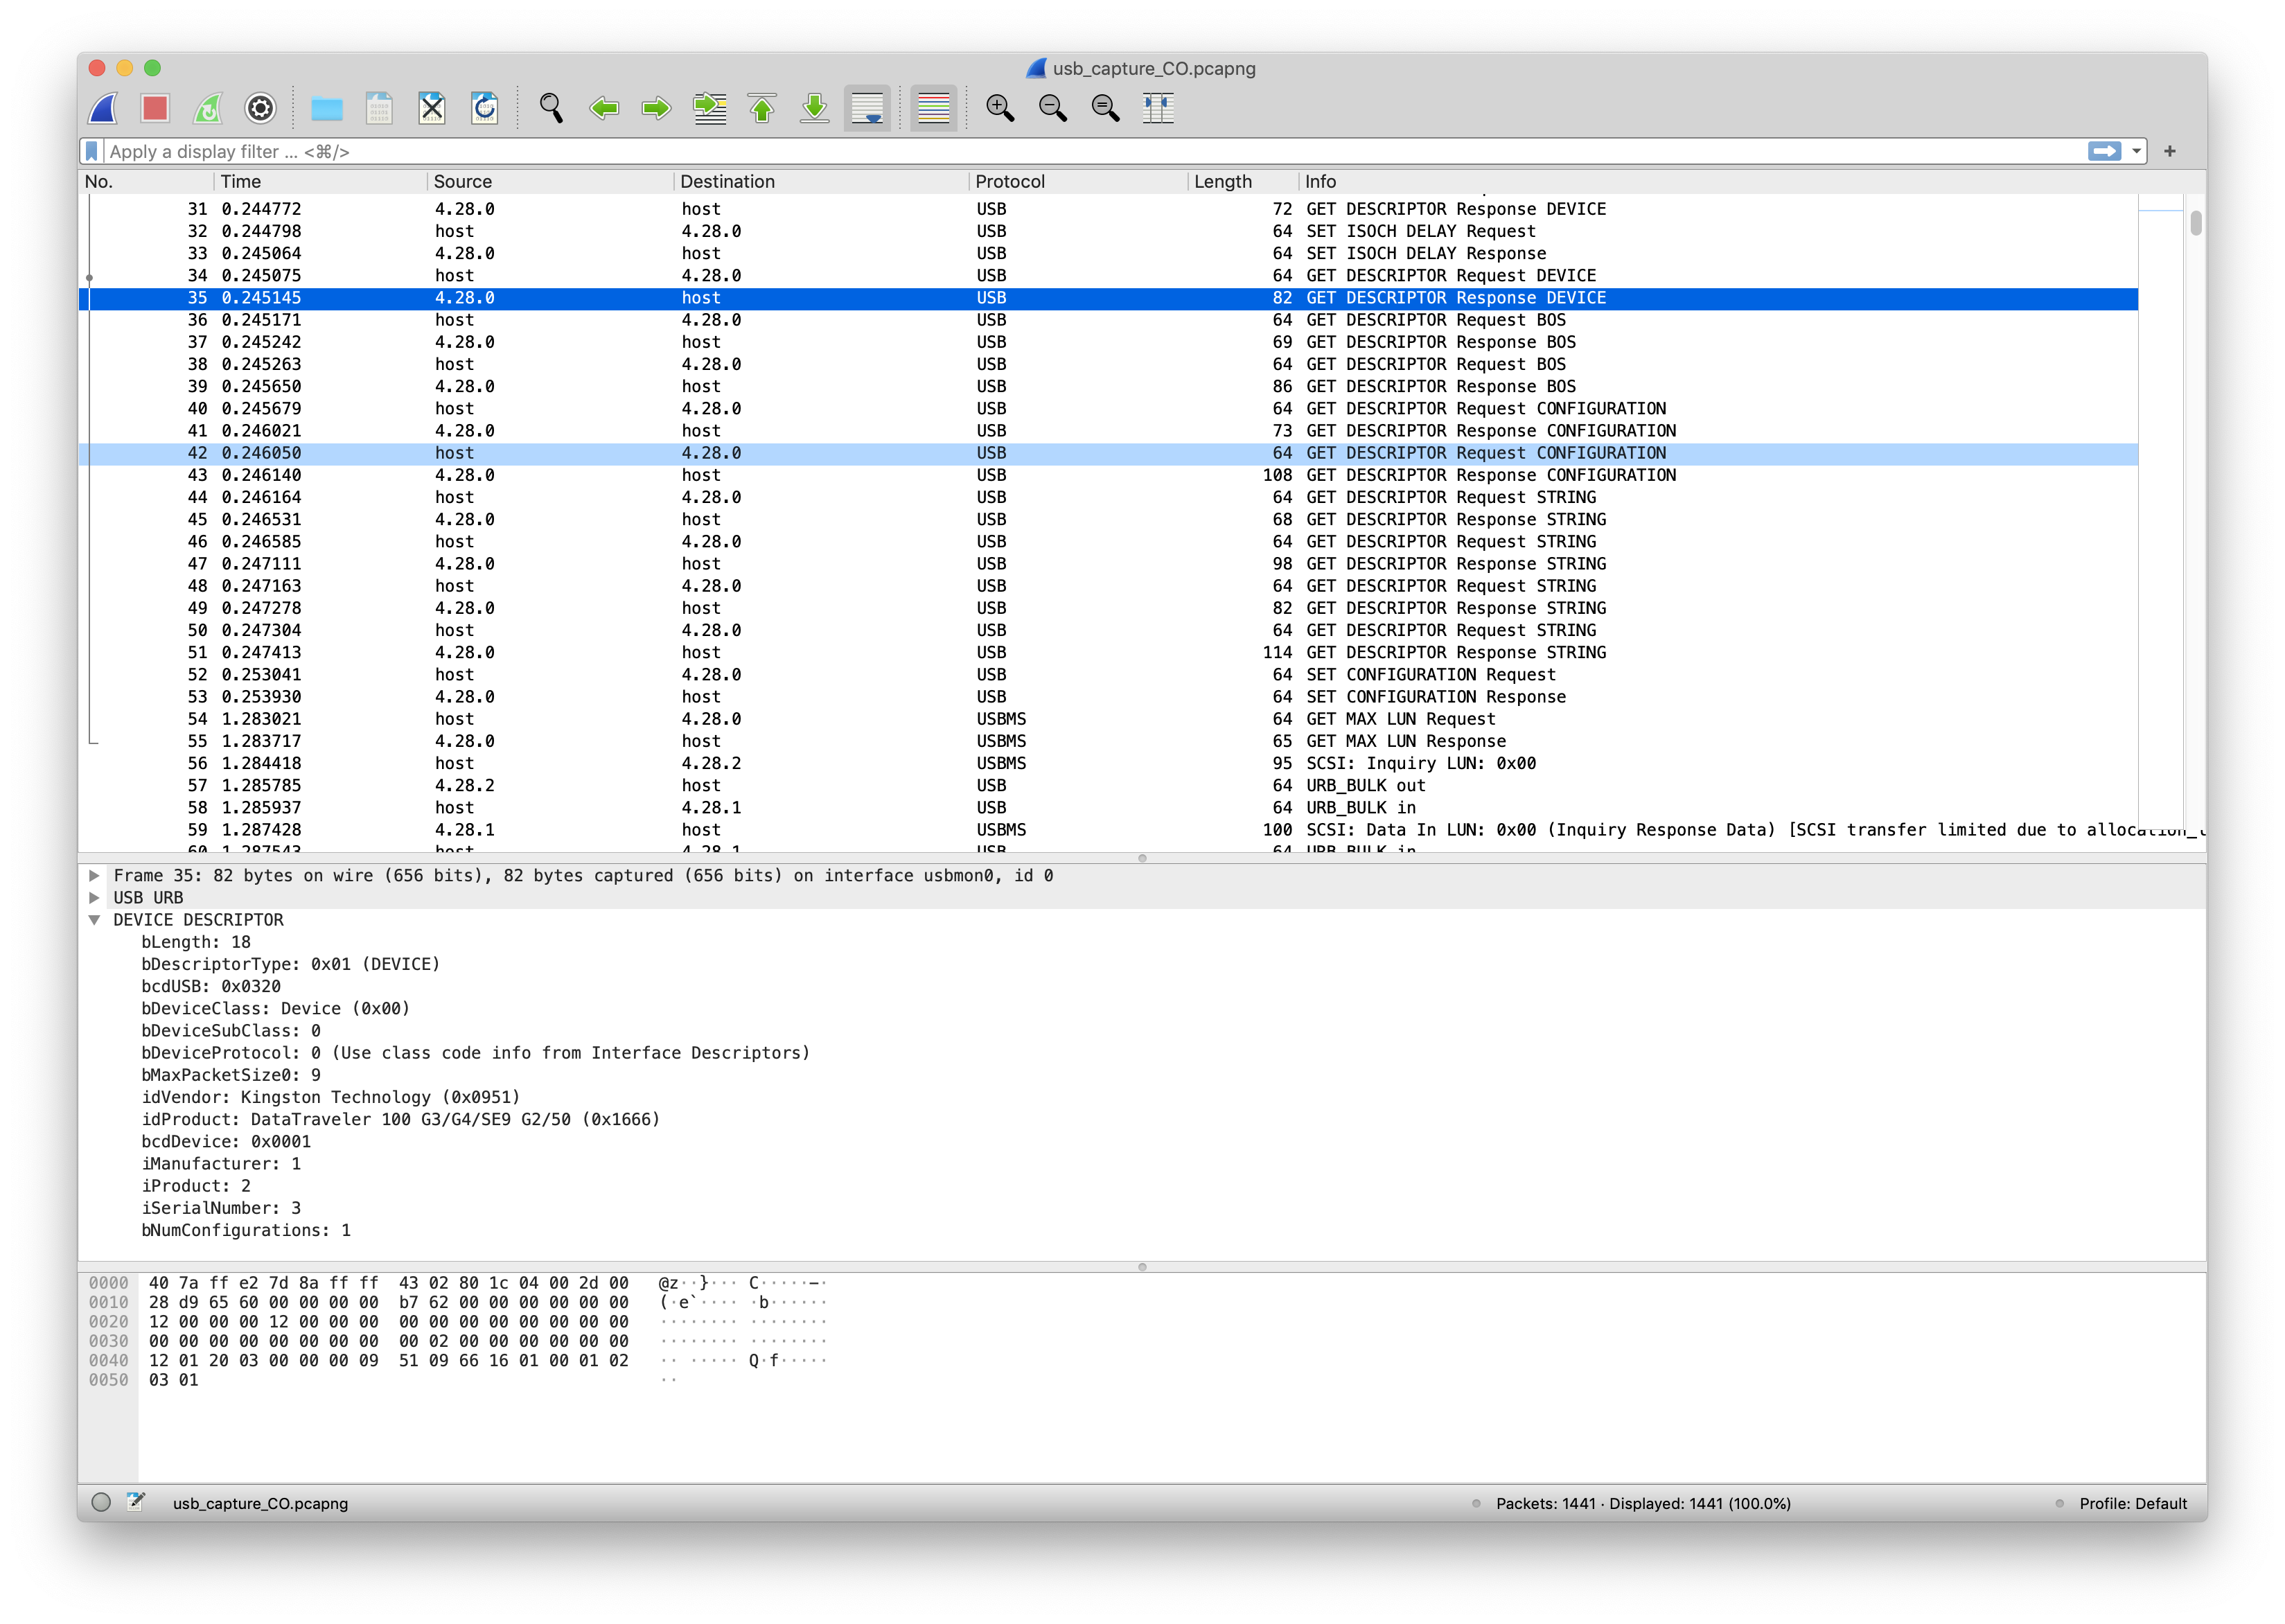 usb_capture_CO.pcapng
Apply a display filter ... <⌘/>
No. Time Source Destination Protocol Length Info
31 0.244772 4.28.0 host USB 72 GET DESCRIPTOR Response DEVICE
32 0.244798 host 4.28.0 USB 64 SET ISOCH DELAY Request
33 0.245064 4.28.0 host USB 64 SET ISOCH DELAY Response
34 0.245075 host 4.28.0 USB 64 GET DESCRIPTOR Request DEVICE
35 0.245145 4.28.0 host USB 82 GET DESCRIPTOR Response DEVICE
36 0.245171 host 4.28.0 USB 64 GET DESCRIPTOR Request BOS
37 0.245242 4.28.0 host USB 69 GET DESCRIPTOR Response BOS
38 0.245263 host 4.28.0 USB 64 GET DESCRIPTOR Request BOS
39 0.245650 4.28.0 host USB 86 GET DESCRIPTOR Response BOS
40 0.245679 host 4.28.0 USB 64 GET DESCRIPTOR Request CONFIGURATION
41 0.246021 4.28.0 host USB 73 GET DESCRIPTOR Response CONFIGURATION
42 0.246050 host 4.28.0 USB 64 GET DESCRIPTOR Request CONFIGURATION
43 0.246140 4.28.0 host USB 108 GET DESCRIPTOR Response CONFIGURATION
44 0.246164 host 4.28.0 USB 64 GET DESCRIPTOR Request STRING
45 0.246531 4.28.0 host USB 68 GET DESCRIPTOR Response STRING
46 0.246585 host 4.28.0 USB 64 GET DESCRIPTOR Request STRING
47 0.247111 4.28.0 host USB 98 GET DESCRIPTOR Response STRING
48 0.247163 host 4.28.0 USB 64 GET DESCRIPTOR Request STRING
49 0.247278 4.28.0 host USB 82 GET DESCRIPTOR Response STRING
50 0.247304 host 4.28.0 USB 64 GET DESCRIPTOR Request STRING
51 0.247413 4.28.0 host USB 114 GET DESCRIPTOR Response STRING
52 0.253041 host 4.28.0 USB 64 SET CONFIGURATION Request
53 0.253930 4.28.0 host USB 64 SET CONFIGURATION Response
54 1.283021 host 4.28.0 USBMS 64 GET MAX LUN Request
55 1.283717 4.28.0 host USBMS 65 GET MAX LUN Response
56 1.284418 host 4.28.2 USBMS 95 SCSI: Inquiry LUN: 0x00
57 1.285785 4.28.2 host USB 64 URB_BULK out
58 1.285937 host 4.28.1 USB 64 URB_BULK in
59 1.287428 4.28.1 host USBMS 100 SCSI: Data In LUN: 0x00 (Inquiry Response Data) [SCSI transfer limited due to
60 1.287543 host 4.28.1 USB 64 URB_BULK in
Frame 35: 82 bytes on wire (656 bits), 82 bytes captured (656 bits) on interface usbmon0, id 0
USB URB
DEVICE DESCRIPTOR
bLength: 18
bDescriptorType: 0x01 (DEVICE)
bcdUSB: 0x0320
bDeviceClass: Device (0x00)
bDeviceSubClass: 0
bDeviceProtocol: 0 (Use class code info from Interface Descriptors)
bMaxPacketSize0: 9
idVendor: Kingston Technology (0x0951)
idProduct: DataTraveler 100 G3/G4/SE9 G2/50 (0x1666)
bcdDevice: 0x0001
iManufacturer: 1
iProduct: 2
iSerialNumber: 3
bNumConfigurations: 1
0000 40 7a ff e2 7d 8a ff ff 43 02 80 1c 04 00 2d 00 @z··}··· C·····-·
0010 28 d9 65 60 00 00 00 00 b7 62 00 00 00 00 00 00 (·e`···· ·b······
0020 12 00 00 00 12 00 00 00 00 00 00 00 00 00 00 00 ········ ········
0030 00 00 00 00 00 00 00 00 00 02 00 00 00 00 00 00 ········ ········
0040 12 01 20 03 00 00 00 09 51 09 66 16 01 00 01 02 ·· ····· Q·f·····
0050 03 01 ··
usb_capture_CO.pcapng Packets: 1441 · Displayed: 1441 (100.0%) Profile: Default